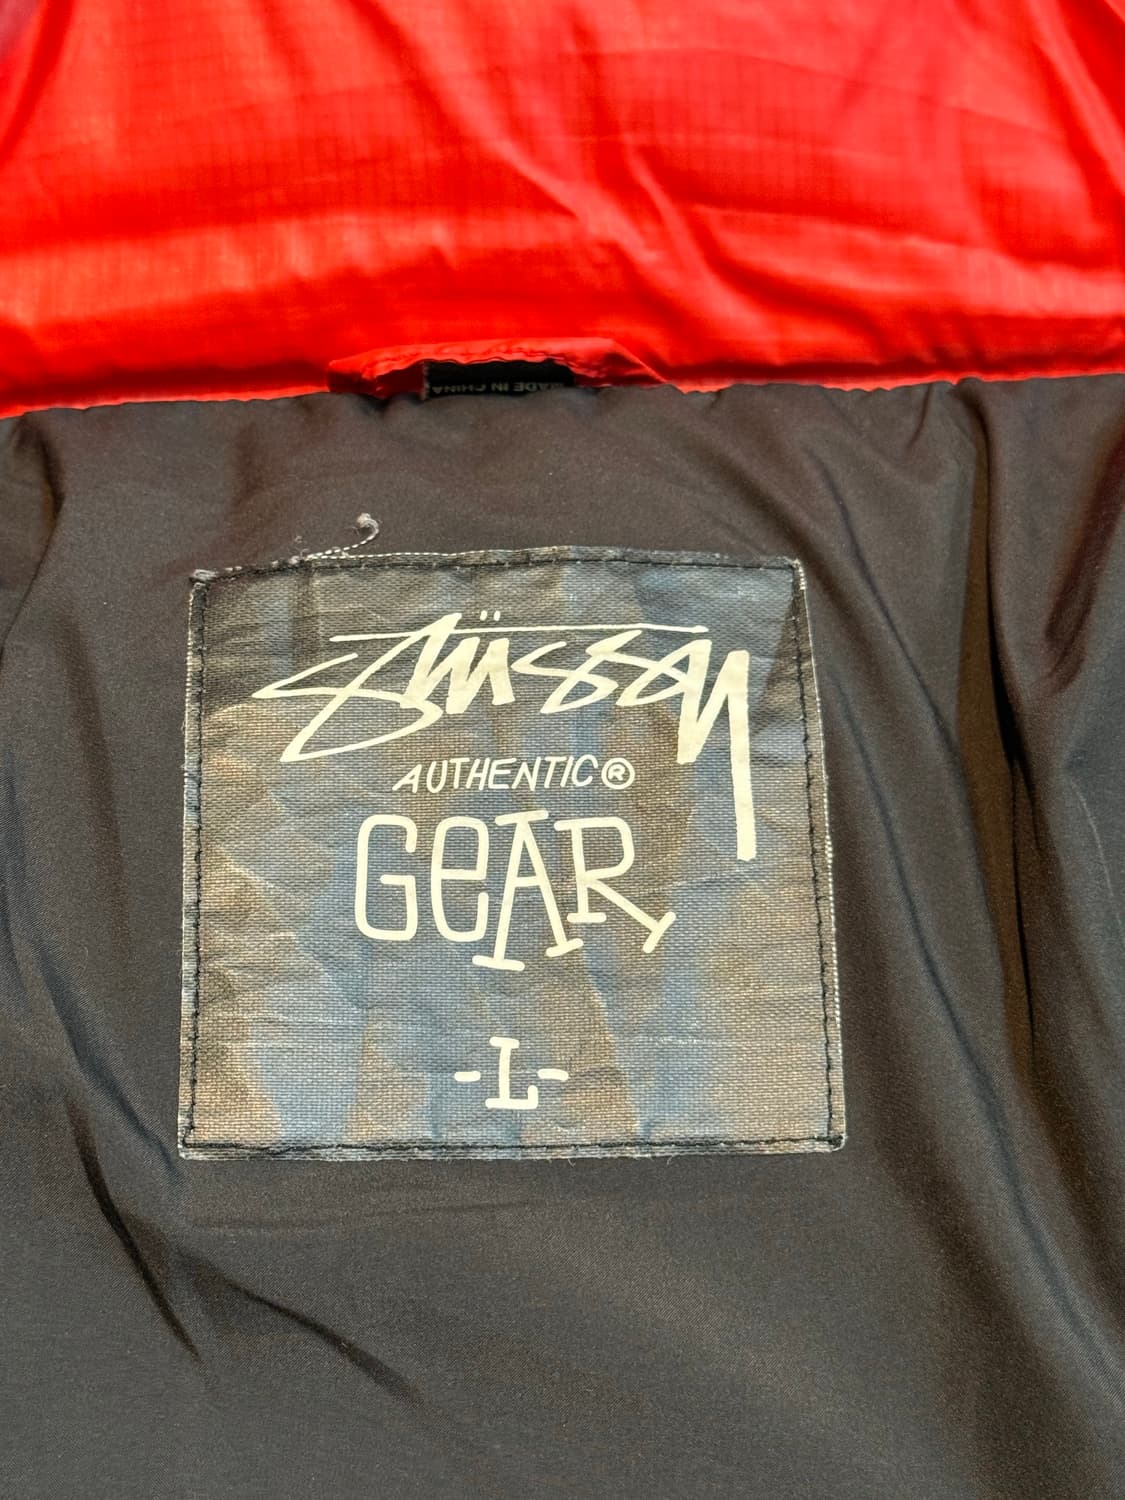 MADE IN CHINA
Stüssy
AUTHENTIC®
GEAR
-L-